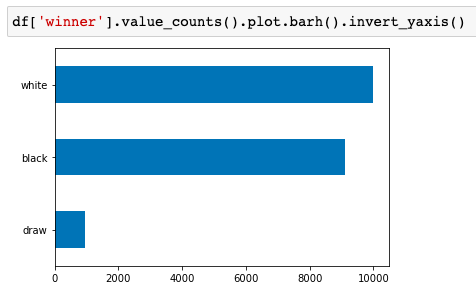 df['winner'].value_counts().plot.barh().invert_yaxis()
white
black
draw
0 2000 4000 6000 8000 10000